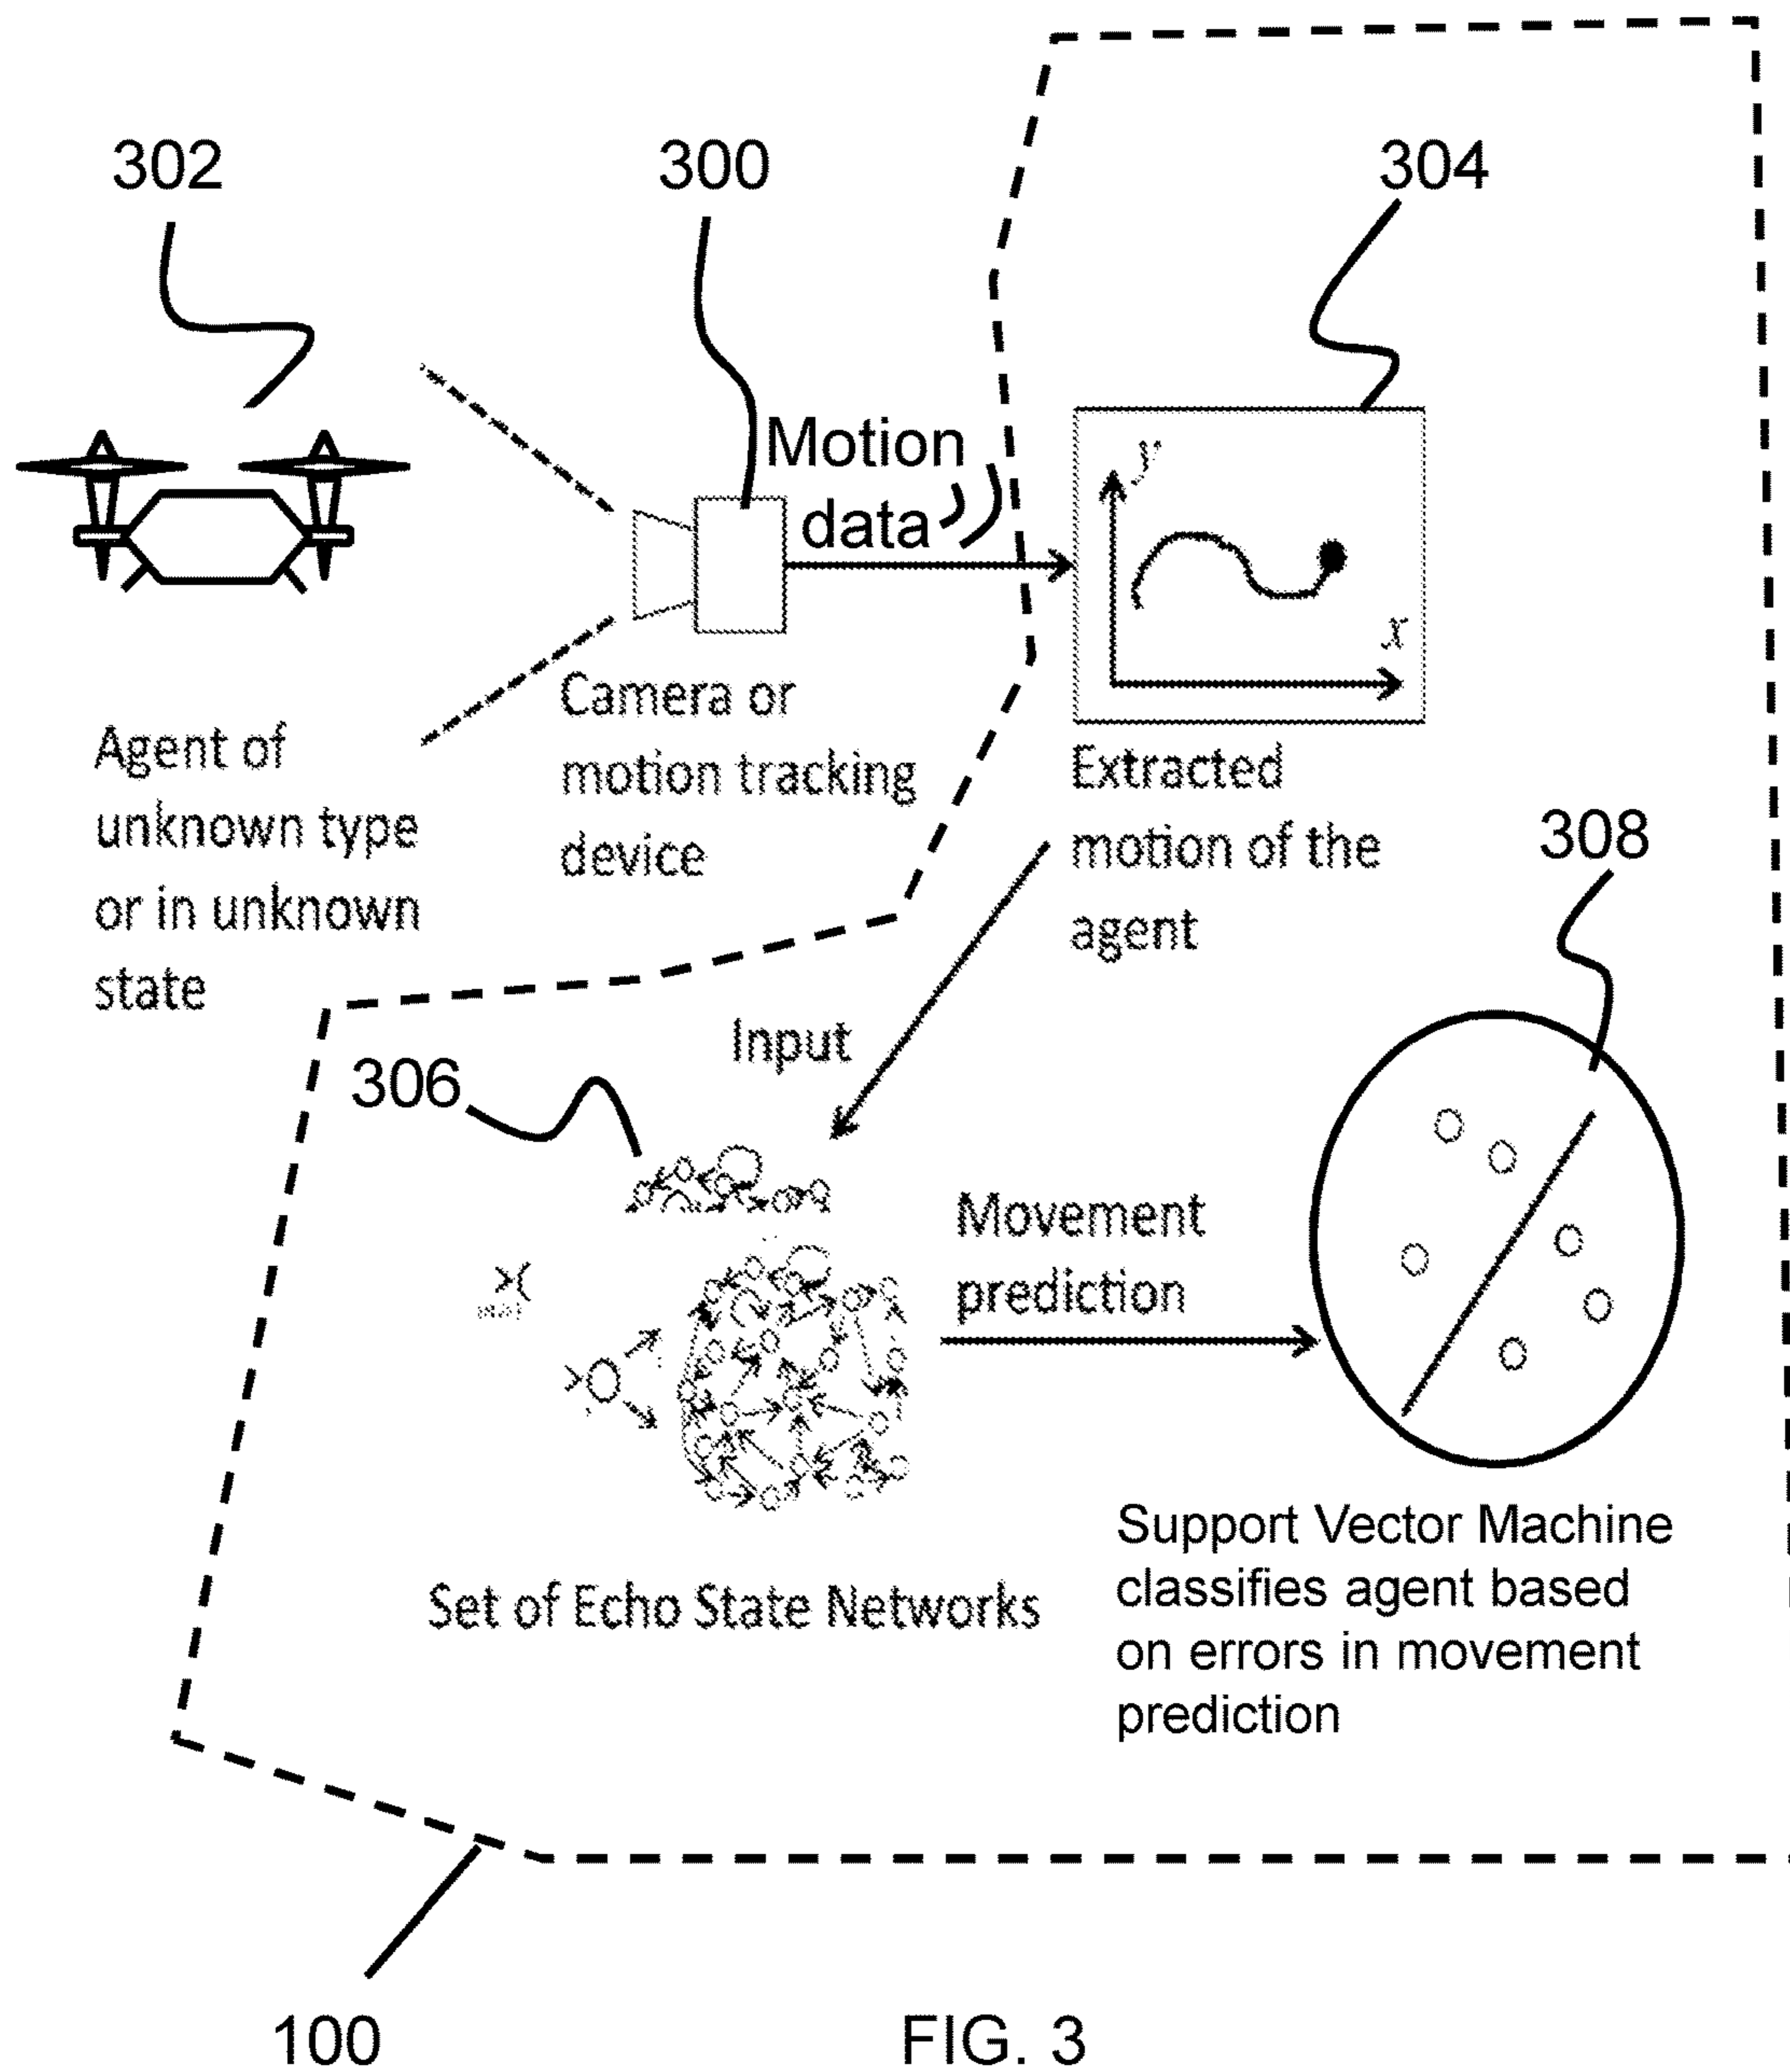 302
300
304
Motion
data
y
x
Camera or
motion tracking
device
Agent of
unknown type
or in unknown
state
Extracted
motion of the
agent
308
Input
306
Movement
prediction
Set of Echo State Networks
Support Vector Machine
classifies agent based
on errors in movement
prediction
100
FIG. 3